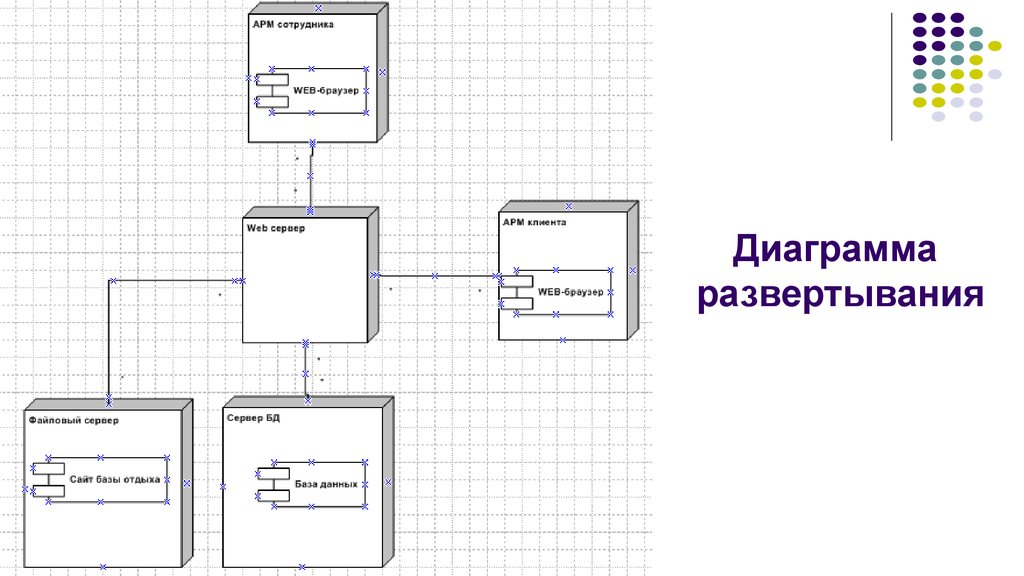 АРМ сотрудника
WEB-браузер
Web сервер
АРМ клиента
WEB-браузер
Файловый сервер
Сайт базы отдыха
Сервер БД
База данных
Диаграмма
развертывания